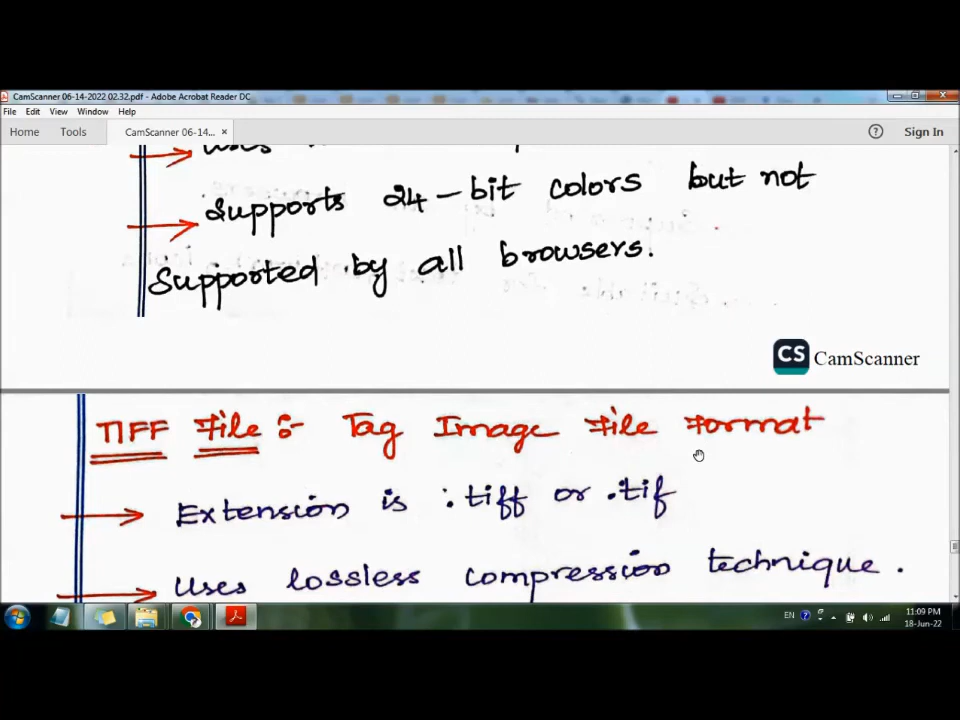 CamScanner 06-14-2022 02.32.pdf - Adobe Acrobat Reader DC
File Edit View Window Help
Home Tools CamScanner 06-14... × ? Sign In
Supports 24-bit colors but not
Supported by all browsers.
CS CamScanner
TIFF File :- Tag Image File Format
Extension is .tiff or .tif
Uses lossless compression technique.
EN 11:09 PM
18-Jun-22